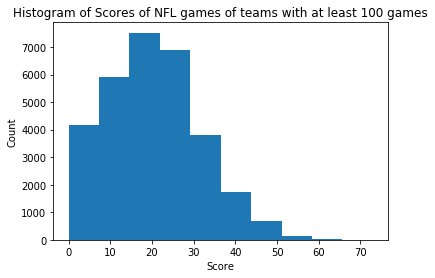 Histogram of Scores of NFL games of teams with at least 100 games
7000
6000
5000
4000
3000
2000
1000
0
Count
0 10 20 30 40 50 60 70
Score